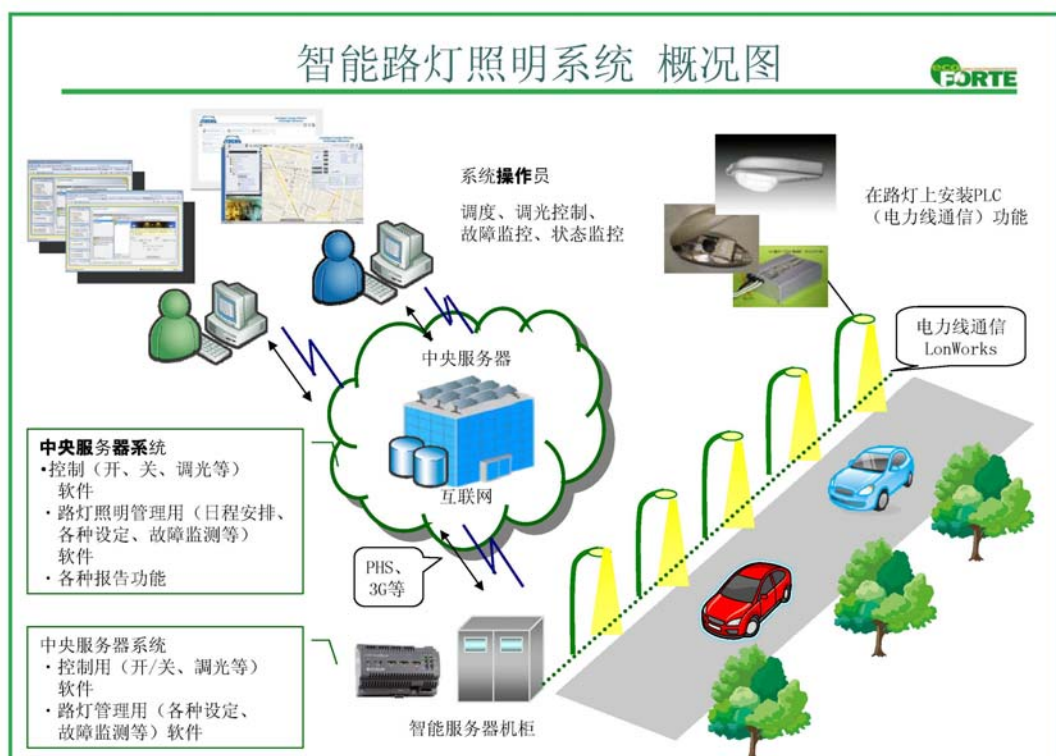 智能路灯照明系统 概况图
eco
FORTE
系统操作员
调度、调光控制、
故障监控、状态监控
在路灯上安装PLC
（电力线通信）功能
电力线通信
LonWorks
中央服务器
互联网
中央服务器系统
•控制（开、关、调光等）
软件
・路灯照明管理用（日程安排、
各种设定、故障监测等）
软件
・各种报告功能
PHS、
3G等
中央服务器系统
・控制用（开/关、調光等）
软件
・路灯管理用（各种设定、
故障监测等）软件
智能服务器机柜